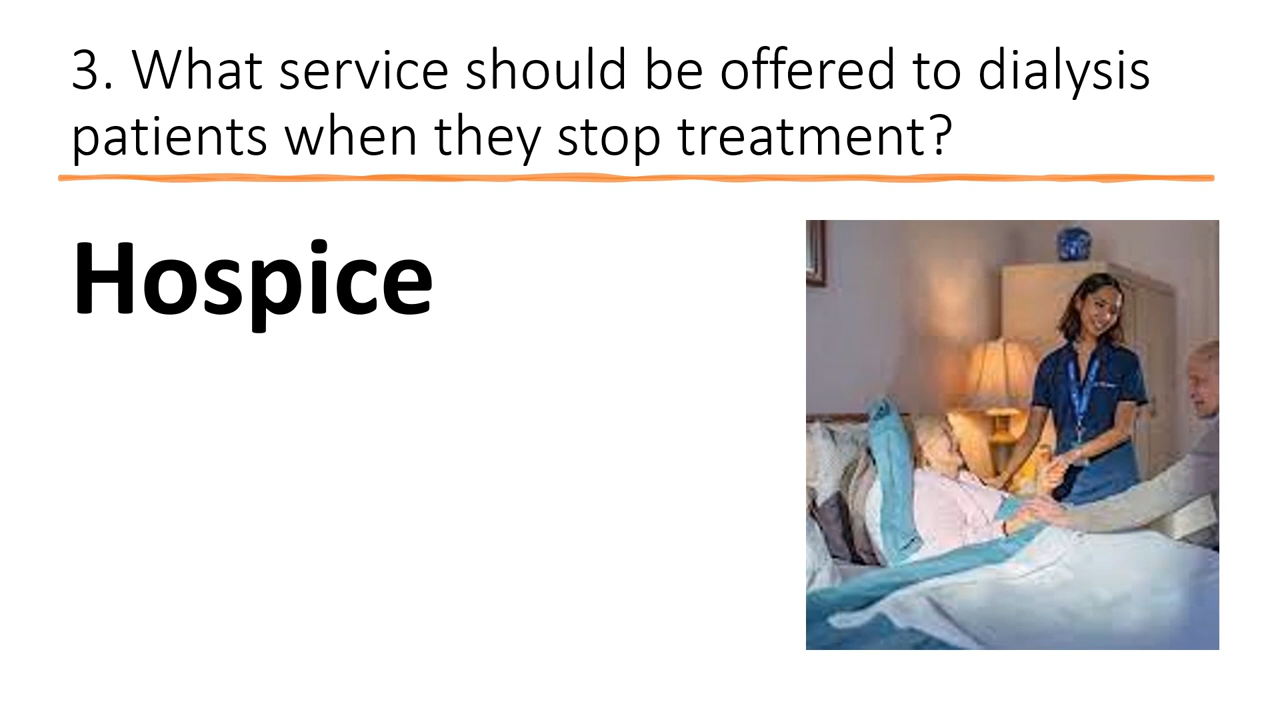 3. What service should be offered to dialysis
patients when they stop treatment?
Hospice